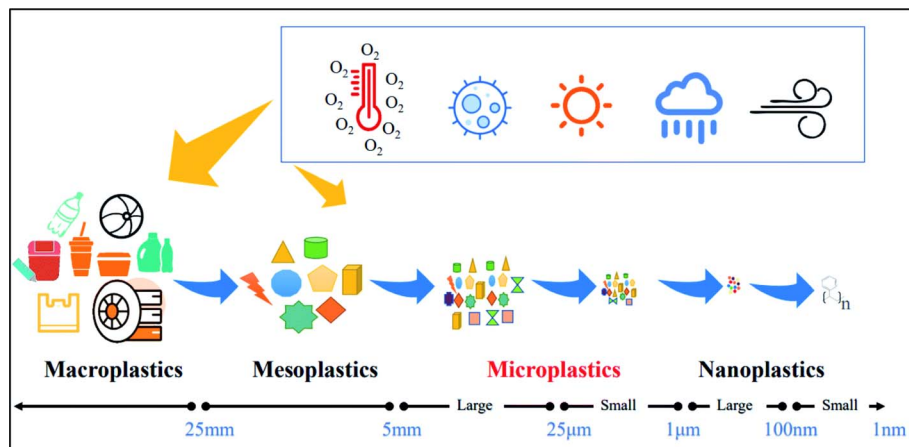 O2
O2 O2
O2 O2
O2 O2
O2 O2
O2
n
Macroplastics Mesoplastics Microplastics Nanoplastics
Large Small Large Small
25mm 5mm 25μm 1μm 100nm 1nm